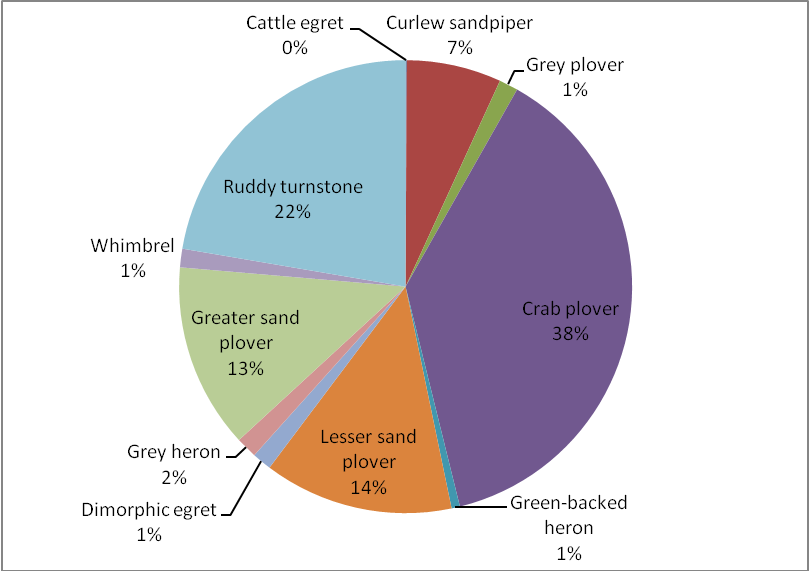 Cattle egret
0%
Curlew sandpiper
7%
Grey plover
1%
Crab plover
38%
Green-backed
heron
1%
Lesser sand
plover
14%
Dimorphic egret
1%
Grey heron
2%
Greater sand
plover
13%
Whimbrel
1%
Ruddy turnstone
22%